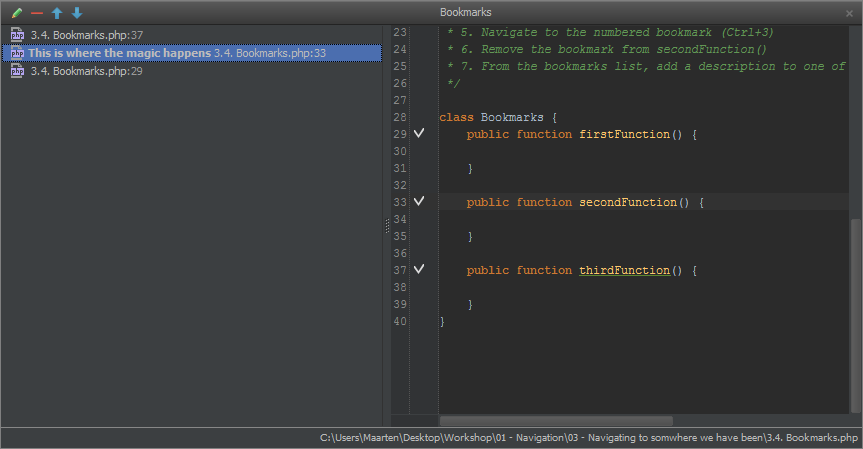 Bookmarks
3.4. Bookmarks.php:37
This is where the magic happens 3.4. Bookmarks.php:33
3.4. Bookmarks.php:29
23 * 5. Navigate to the numbered bookmark (Ctrl+3)
24 * 6. Remove the bookmark from secondFunction()
25 * 7. From the bookmarks list, add a description to one of
26 */
27
28 class Bookmarks {
29 public function firstFunction() {
30
31 }
32
33 public function secondFunction() {
34
35 }
36
37 public function thirdFunction() {
38
39 }
40 }
C:\Users\Maarten\Desktop\Workshop\01 - Navigation\03 - Navigating to somwhere we have been\3.4. Bookmarks.php